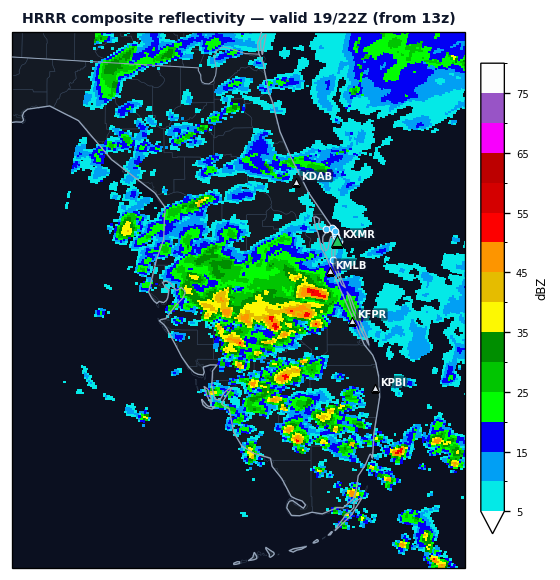 HRRR composite reflectivity — valid 19/22Z (from 13z)
KDAB
KXMR
KMLB
KFPR
KPBI
75
65
55
45
35
25
15
5
dBZ